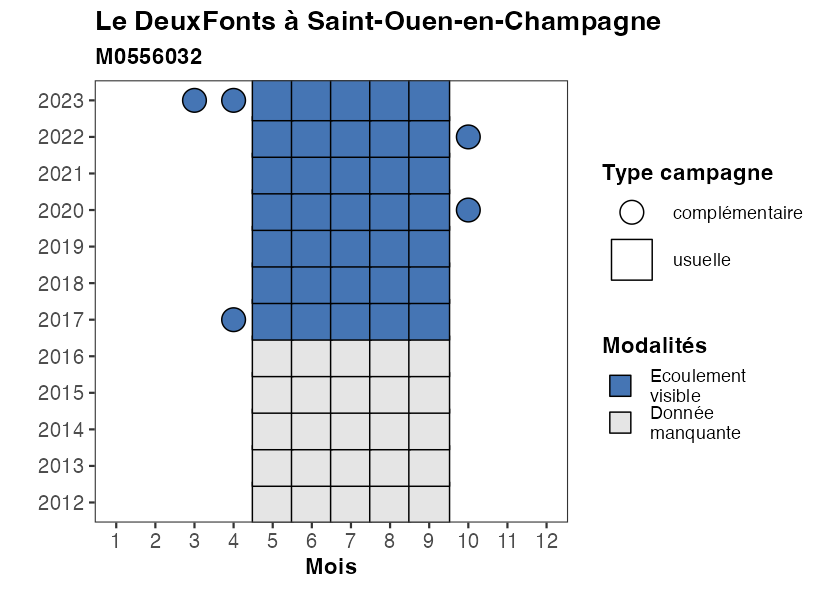 Le DeuxFonts à Saint-Ouen-en-Champagne
M0556032
2023
2022
2021
2020
2019
2018
2017
2016
2015
2014
2013
2012
1 2 3 4 5 6 7 8 9 10 11 12
Mois
Type campagne
complémentaire
usuelle
Modalités
Ecoulement
visible
Donnée
manquante